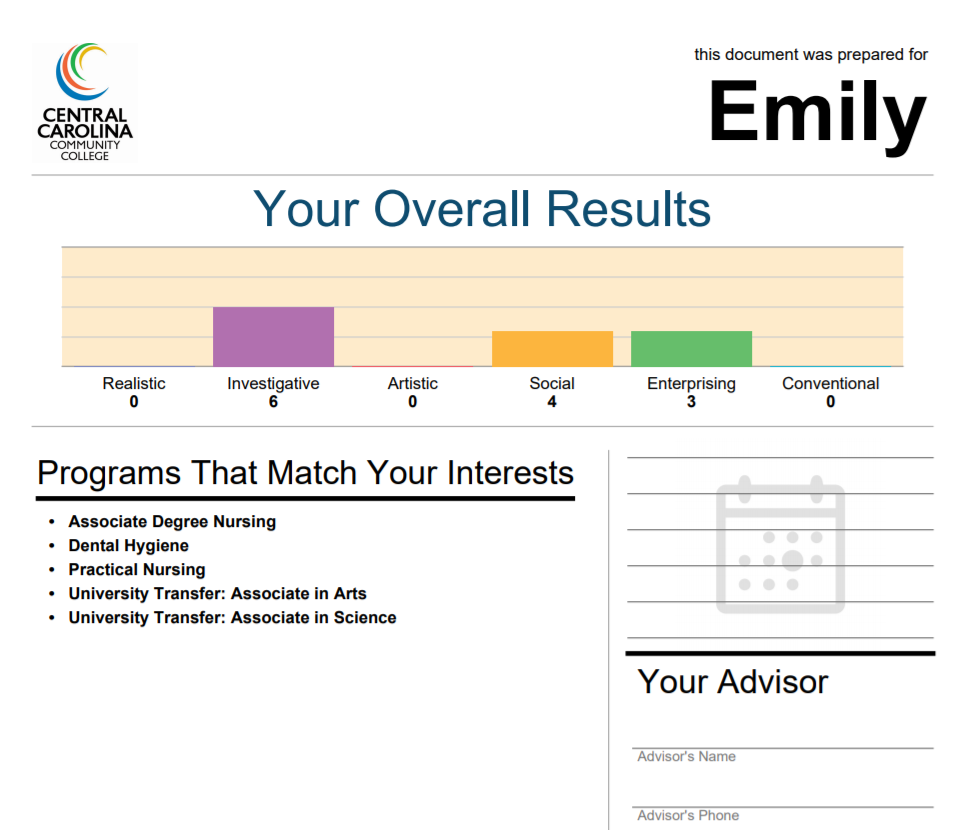 CENTRAL
CAROLINA
COMMUNITY
COLLEGE
this document was prepared for
Emily
Your Overall Results
Realistic Investigative Artistic Social Enterprising Conventional
0 6 0 4 3 0
Programs That Match Your Interests
• Associate Degree Nursing
• Dental Hygiene
• Practical Nursing
• University Transfer: Associate in Arts
• University Transfer: Associate in Science
Your Advisor
Advisor's Name
Advisor's Phone